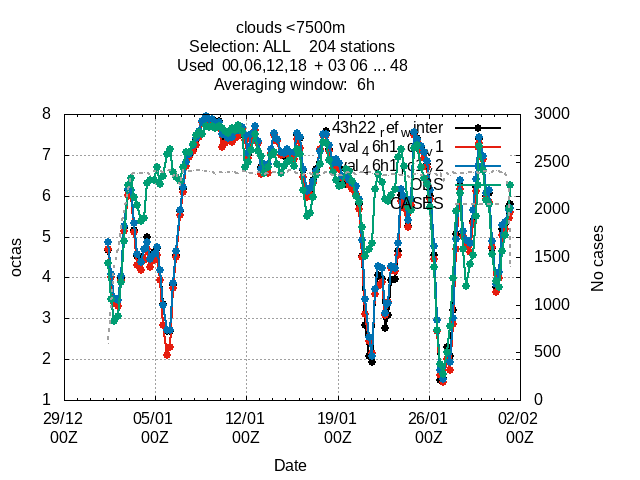 clouds <7500m
Selection: ALL 204 stations
Used 00,06,12,18 + 03 06 ... 48
Averaging window: 6h
8
7
6
5
4
3
2
1
octas
3000
2500
2000
1500
1000
500
0
No cases
43h22
OBS
CASES
29/12 05/01 12/01 19/01 26/01 02/02
00Z 00Z 00Z 00Z 00Z 00Z
Date